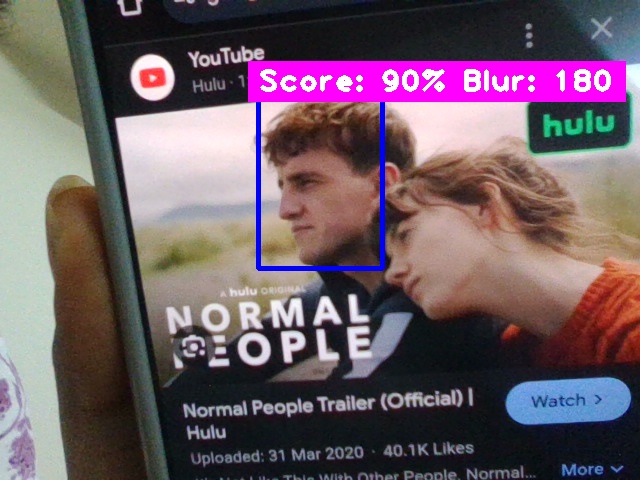 YouTube
Hulu · 1
Score: 90% Blur: 180
hulu
A hulu ORIGINAL
NORMAL
PEOPLE
Normal People Trailer (Official) |
Hulu
Watch >
Uploaded: 31 Mar 2020 · 40.1K Likes
Like This With Other People, Normal...
More